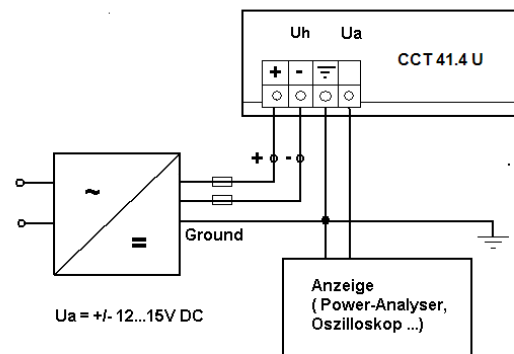 Uh Ua
CCT 41.4 U
+ -
+ -
~
=
Ground
Anzeige
( Power-Analyser,
Oszilloskop ...)
Ua = +/- 12...15V DC